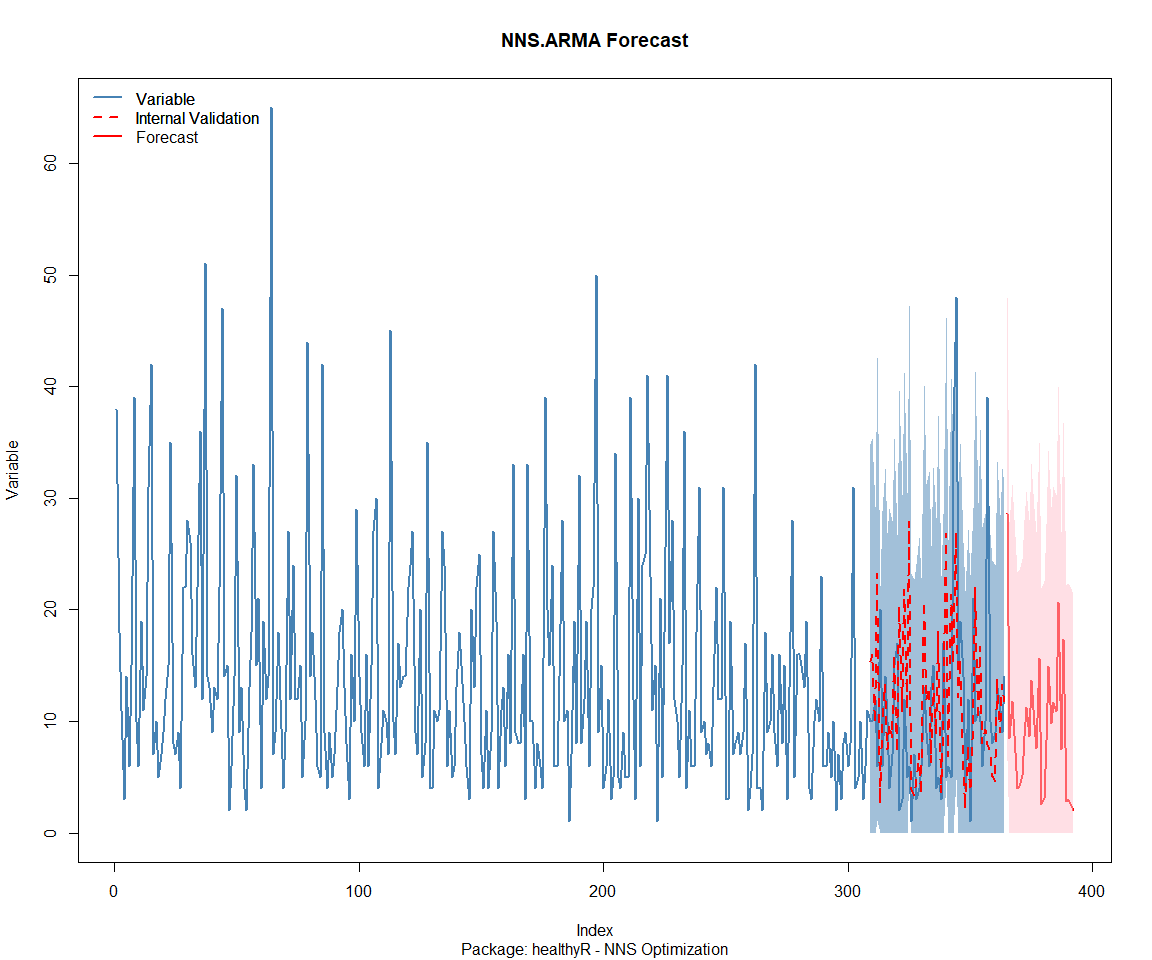 NNS.ARMA Forecast
Variable
Internal Validation
Forecast
Variable
60
50
40
30
20
10
0
0 100 200 300 400
Index
Package: healthyR - NNS Optimization